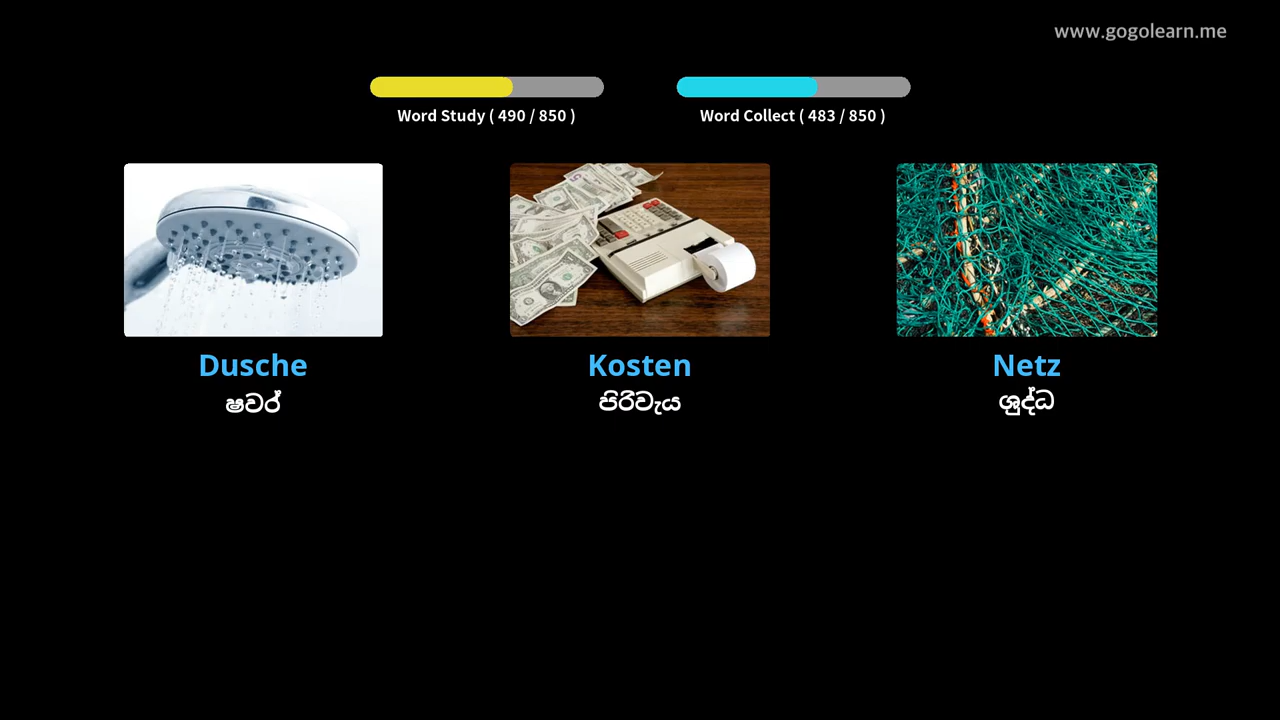 www.gogolearn.me
Word Study ( 490 / 850 )
Word Collect ( 483 / 850 )
Dusche
ෂවර්
Kosten
පිරිවැය
Netz
ශුද්ධ